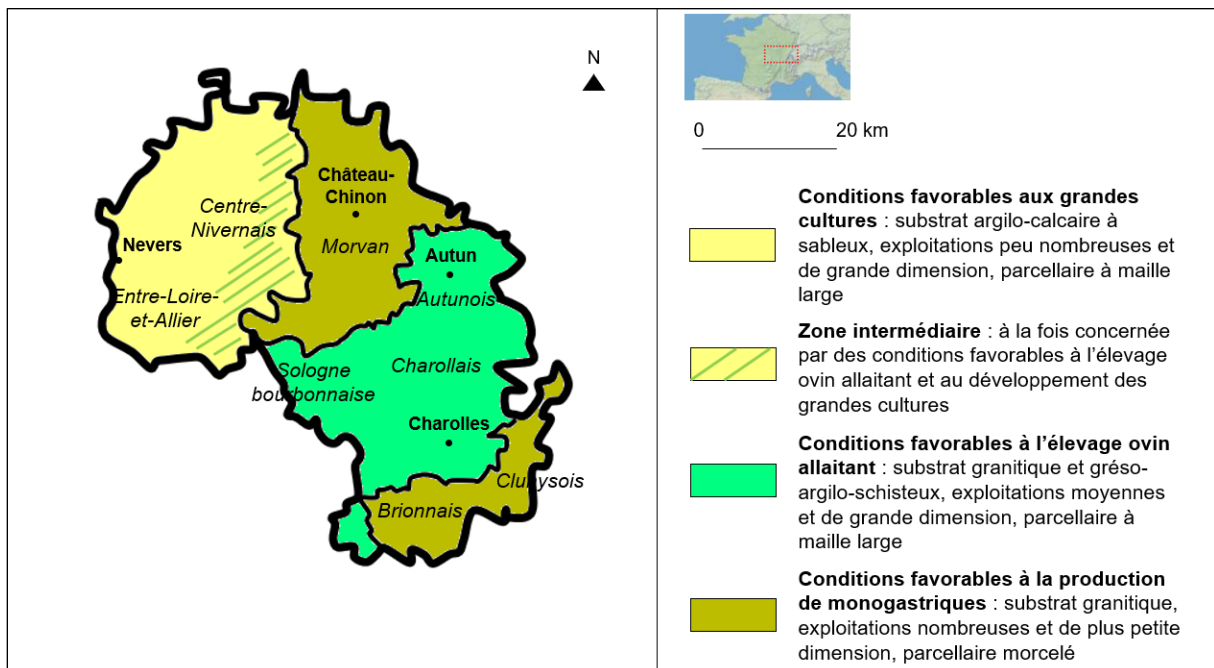 N
Château-
Chinon
Centre-
Nivernais
Nevers
Morvan
Autun
Entre-Loire-
et-Allier
Autunois
Sologne
bourbonnaise
Charollais
Charolles
Clunysois
Brionnais
0 20 km
Conditions favorables aux grandes
cultures : substrat argilo-calcaire à
sableux, exploitations peu nombreuses et
de grande dimension, parcellaire à maille
large
Zone intermédiaire : à la fois concernée
par des conditions favorables à l'élevage
ovin allaitant et au développement des
grandes cultures
Conditions favorables à l'élevage ovin
allaitant : substrat granitique et gréso-
argilo-schisteux, exploitations moyennes
et de grande dimension, parcellaire à
maille large
Conditions favorables à la production
de monogastriques : substrat granitique,
exploitations nombreuses et de plus petite
dimension, parcellaire morcelé